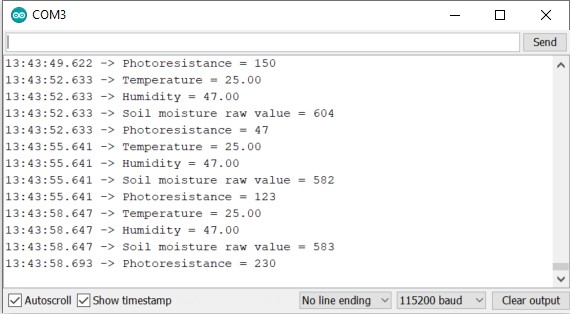 COM3
Send
13:43:49.622 -> Photoresistance = 150
13:43:52.633 -> Temperature = 25.00
13:43:52.633 -> Humidity = 47.00
13:43:52.633 -> Soil moisture raw value = 604
13:43:52.633 -> Photoresistance = 47
13:43:55.641 -> Temperature = 25.00
13:43:55.641 -> Humidity = 47.00
13:43:55.641 -> Soil moisture raw value = 582
13:43:55.641 -> Photoresistance = 123
13:43:58.647 -> Temperature = 25.00
13:43:58.647 -> Humidity = 47.00
13:43:58.647 -> Soil moisture raw value = 583
13:43:58.693 -> Photoresistance = 230
Autoscroll Show timestamp No line ending 115200 baud Clear output